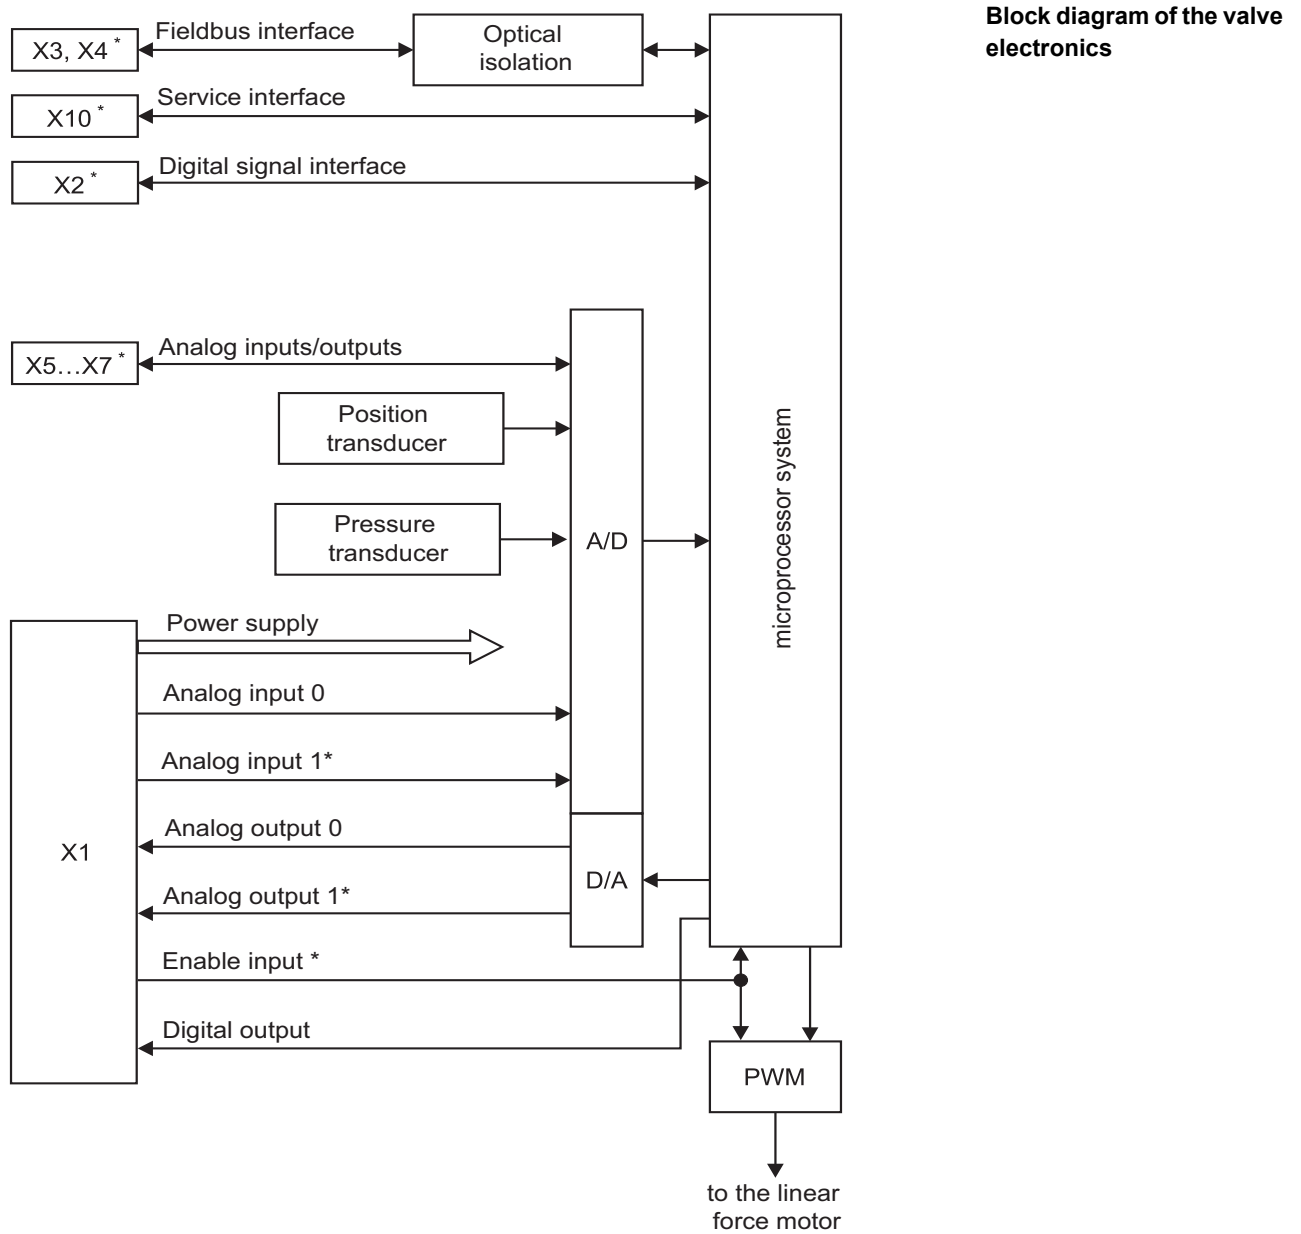 Block diagram of the valve
electronics
X3, X4 *
Fieldbus interface
Optical
isolation
X10 *
Service interface
X2 *
Digital signal interface
X5…X7 *
Analog inputs/outputs
Position
transducer
Pressure
transducer
A/D
microprocessor system
Power supply
Analog input 0
Analog input 1*
Analog output 0
X1
D/A
Analog output 1*
Enable input *
Digital output
PWM
to the linear
force motor